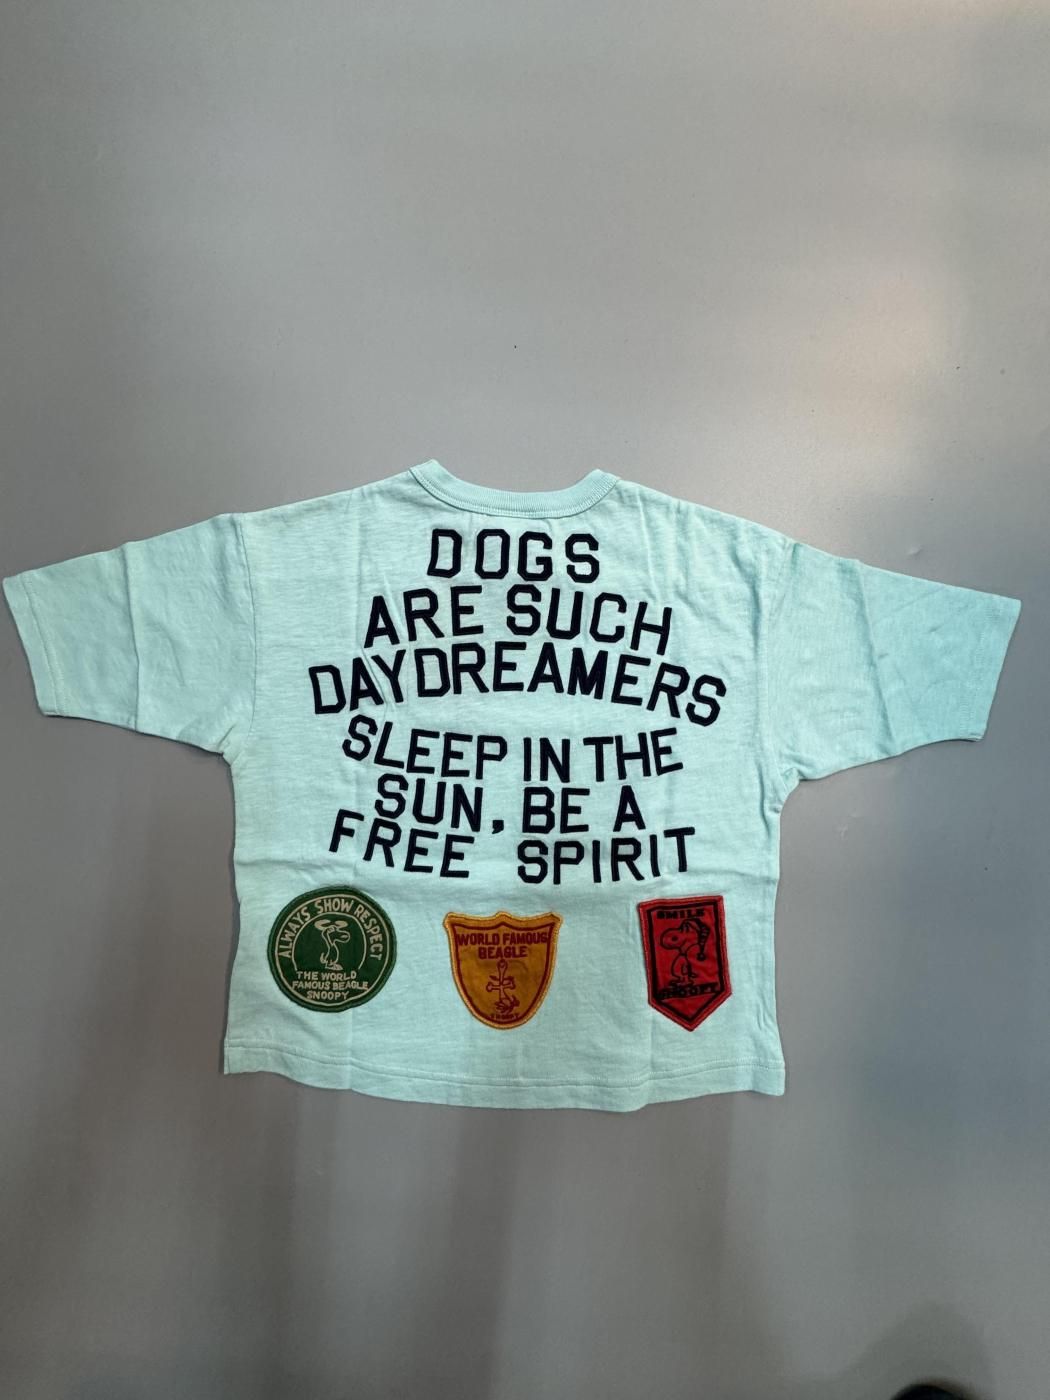 DOGS
ARE SUCH
DAYDREAMERS
SLEEP IN THE
SUN, BE A
FREE SPIRIT
ALWAYS SHOW RESPECT
THE WORLD
FAMOUS BEAGLE
SNOOPY
WORLD FAMOUS
BEAGLE
SNOOPY
SMILE
SNOOPY